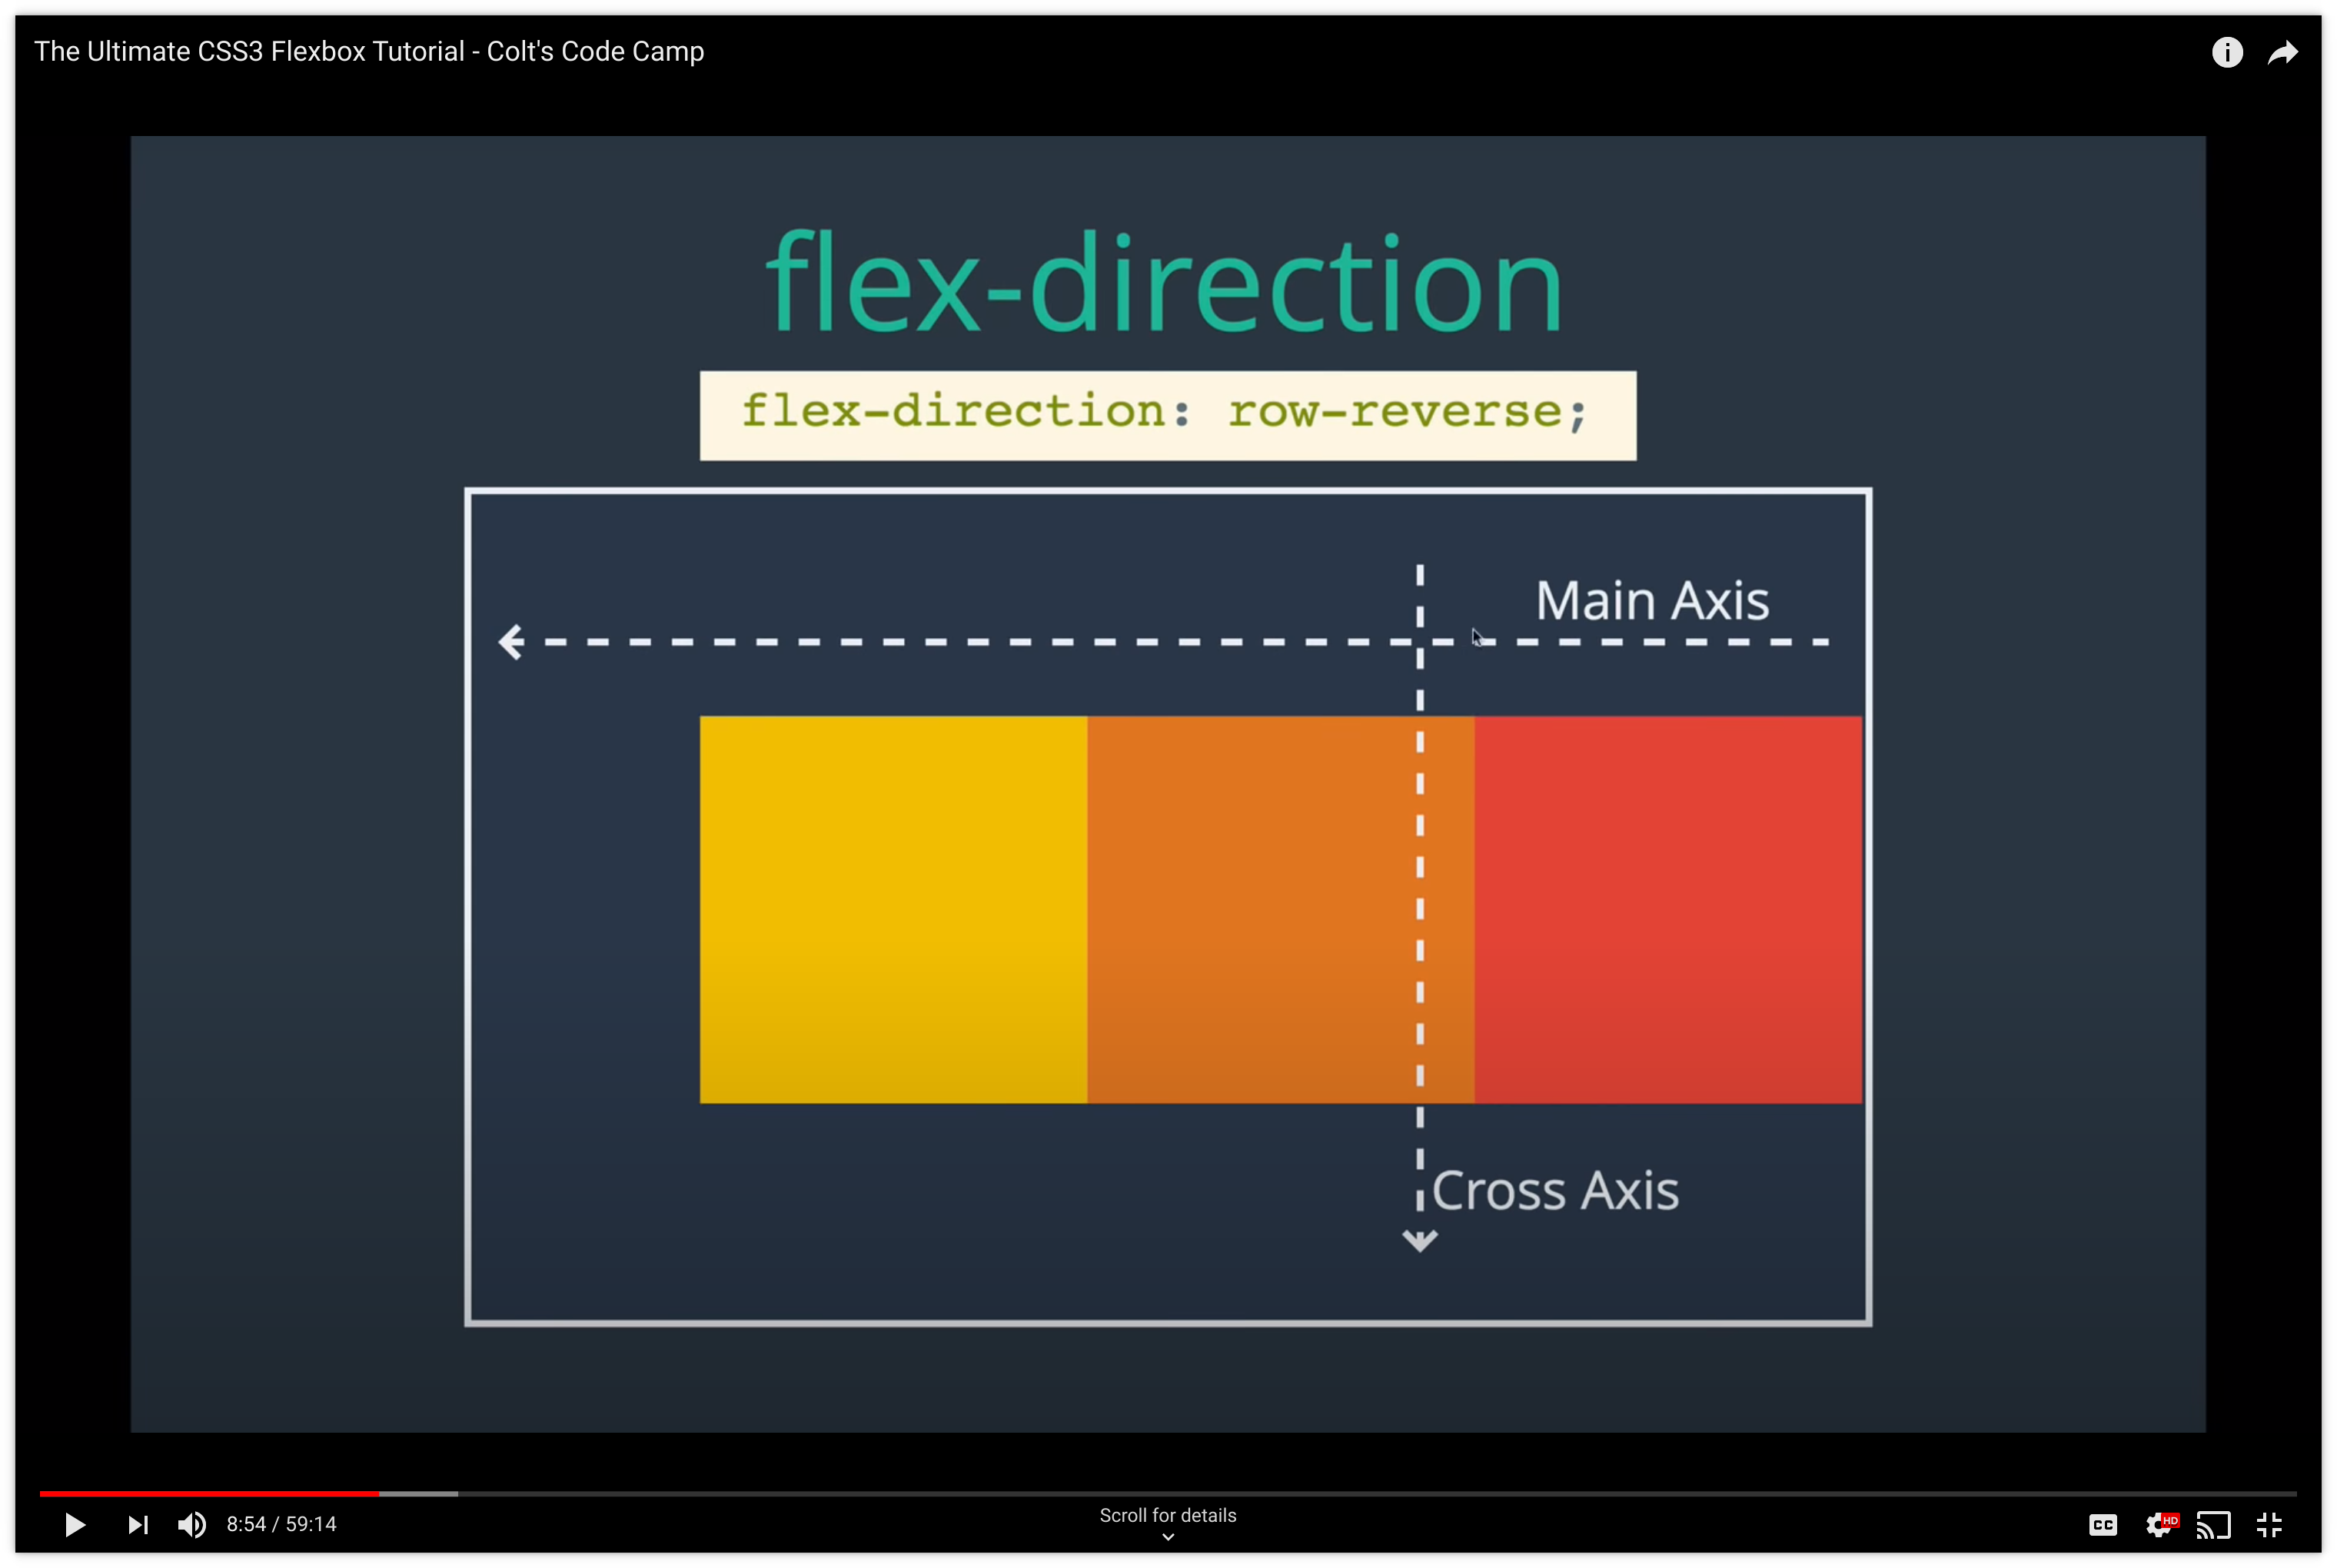 The Ultimate CSS3 Flexbox Tutorial - Colt's Code Camp
flex-direction
flex-direction: row-reverse;
Main Axis
Cross Axis
8:54 / 59:14
Scroll for details
CC
HD